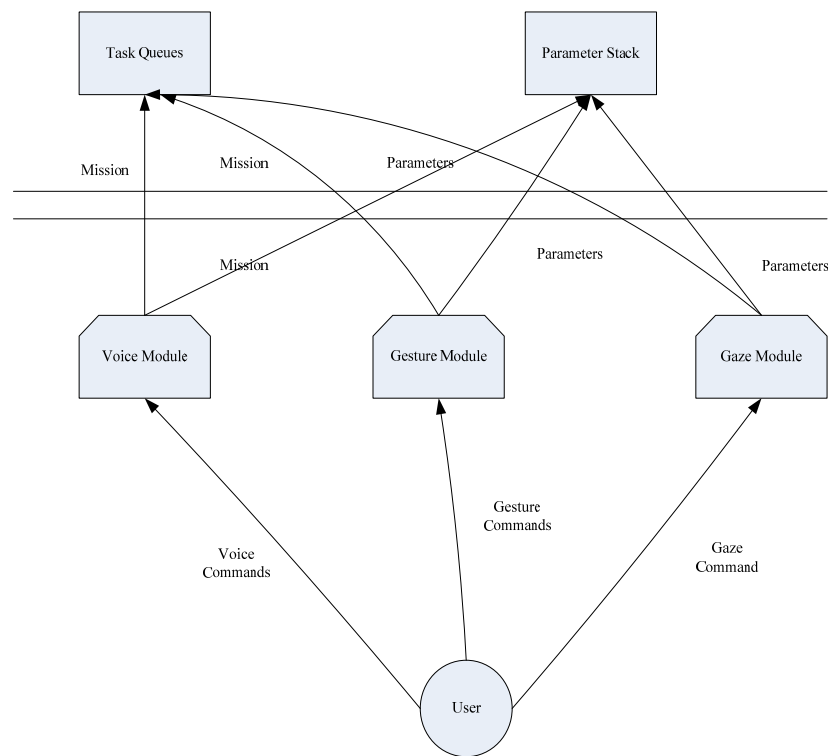 Task Queues
Parameter Stack
Mission
Mission
Parameters
Mission
Parameters
Parameters
Voice Module
Gesture Module
Gaze Module
Gesture
Commands
Voice
Commands
Gaze
Command
User